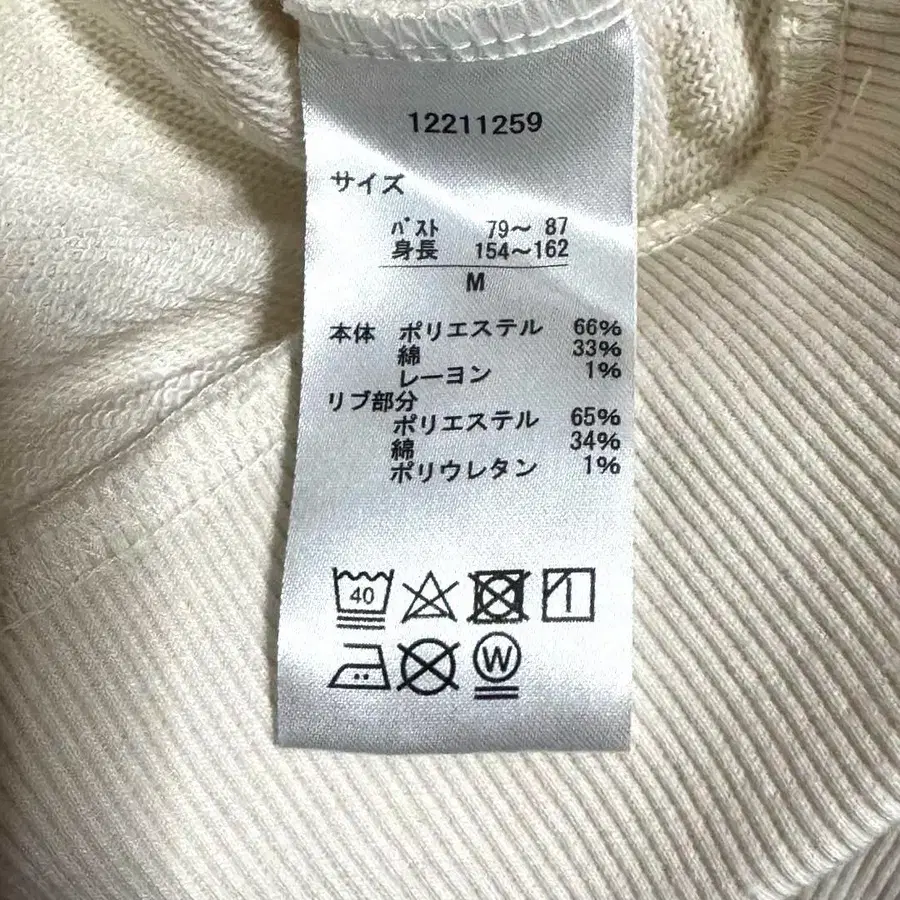 12211259
サイズ
ﾊﾞｽﾄ 79〜 87
身長 154〜162
M
本体 ポリエステル 66%
綿 33%
レーヨン 1%
リブ部分
ポリエステル 65%
綿 34%
ポリウレタン 1%
40
W